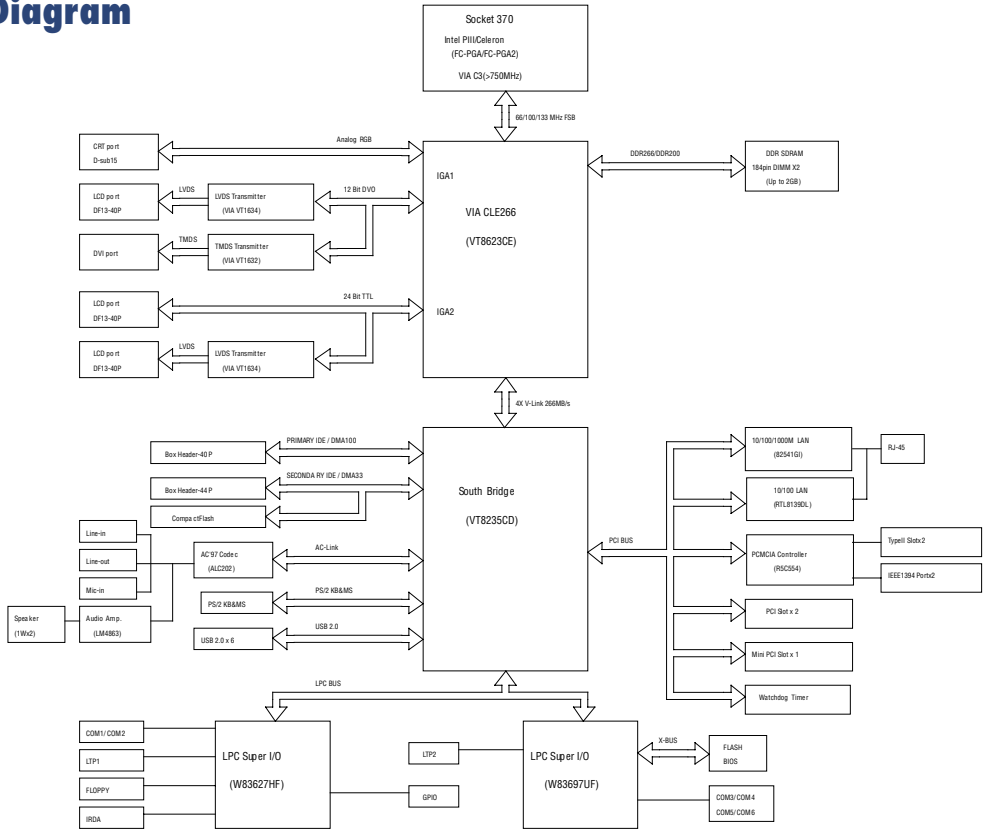 Diagram
Socket 370
Intel PIII/Celeron
(FC-PGA/FC-PGA2)
VIA C3(>750MHz)
66/100/133 MHz FSB
CRT port
D-sub15
Analog RGB
DDR266/DDR200
DDR SDRAM
184pin DIMM X2
(Up to 2GB)
IGA1
LCD port
DF13-40P
LVDS
LVDS Transmitter
(VIA VT1634)
12 Bit DVO
VIA CLE266
(VT8623CE)
DVI port
TMDS
TMDS Transmitter
(VIA VT1632)
LCD port
DF13-40P
24 Bit TTL
IGA2
LCD port
DF13-40P
LVDS
LVDS Transmitter
(VIA VT1634)
4X V-Link 266MB/s
Box Header-40P
PRIMARY IDE / DMA100
Box Header-44P
SECONDARY IDE / DMA33
CompactFlash
South Bridge
(VT8235CD)
Line-in
Line-out
Mic-in
AC'97 Codec
(ALC202)
AC-Link
Speaker
(1Wx2)
Audio Amp.
(LM4863)
PS/2 KB&MS
PS/2 KB&MS
USB 2.0 x 6
USB 2.0
PCI BUS
10/100/1000M LAN
(82541GI)
RJ-45
10/100 LAN
(RTL8139DL)
PCMCIA Controller
(R5C554)
TypeII Slotx2
IEEE1394 Portx2
PCI Slot x 2
Mini PCI Slot x 1
Watchdog Timer
LPC BUS
COM1/COM2
LTP1
FLOPPY
IRDA
LPC Super I/O
(W83627HF)
LTP2
GPIO
LPC Super I/O
(W83697UF)
X-BUS
FLASH
BIOS
COM3/COM4
COM5/COM6